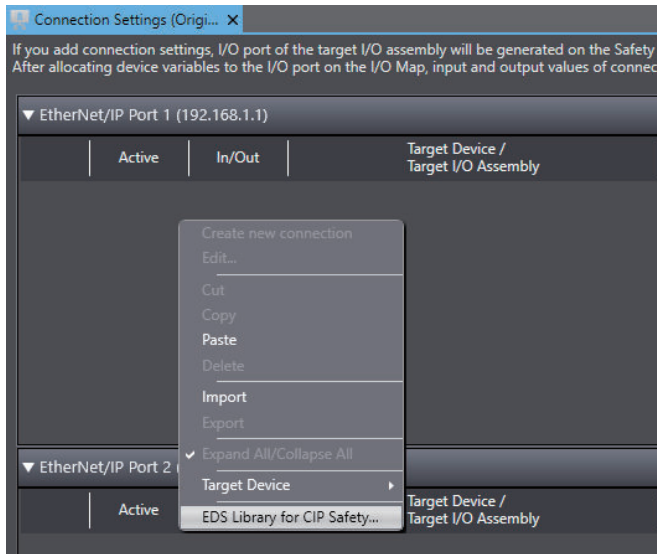 Connection Settings (Origi... X
If you add connection settings, I/O port of the target I/O assembly will be generated on the Safety
After allocating device variables to the I/O port on the I/O Map, input and output values of connec
▼ EtherNet/IP Port 1 (192.168.1.1)
Active In/Out Target Device /
Target I/O Assembly
Create new connection
Edit...
Cut
Copy
Paste
Delete
Import
Export
✓ Expand All/Collapse All
▼ EtherNet/IP Port 2 (
Target Device
Active Target Device /
Target I/O Assembly
EDS Library for CIP Safety...